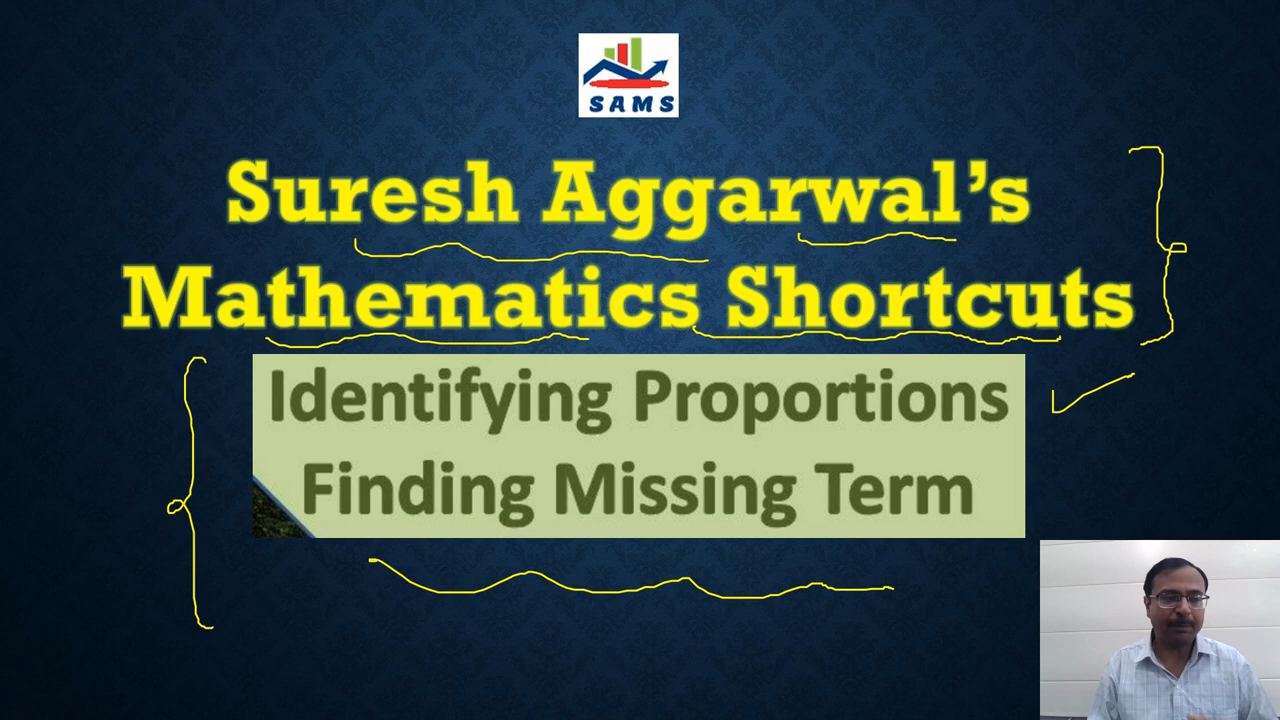 SAMS
Suresh Aggarwal’s
Mathematics Shortcuts
Identifying Proportions
Finding Missing Term